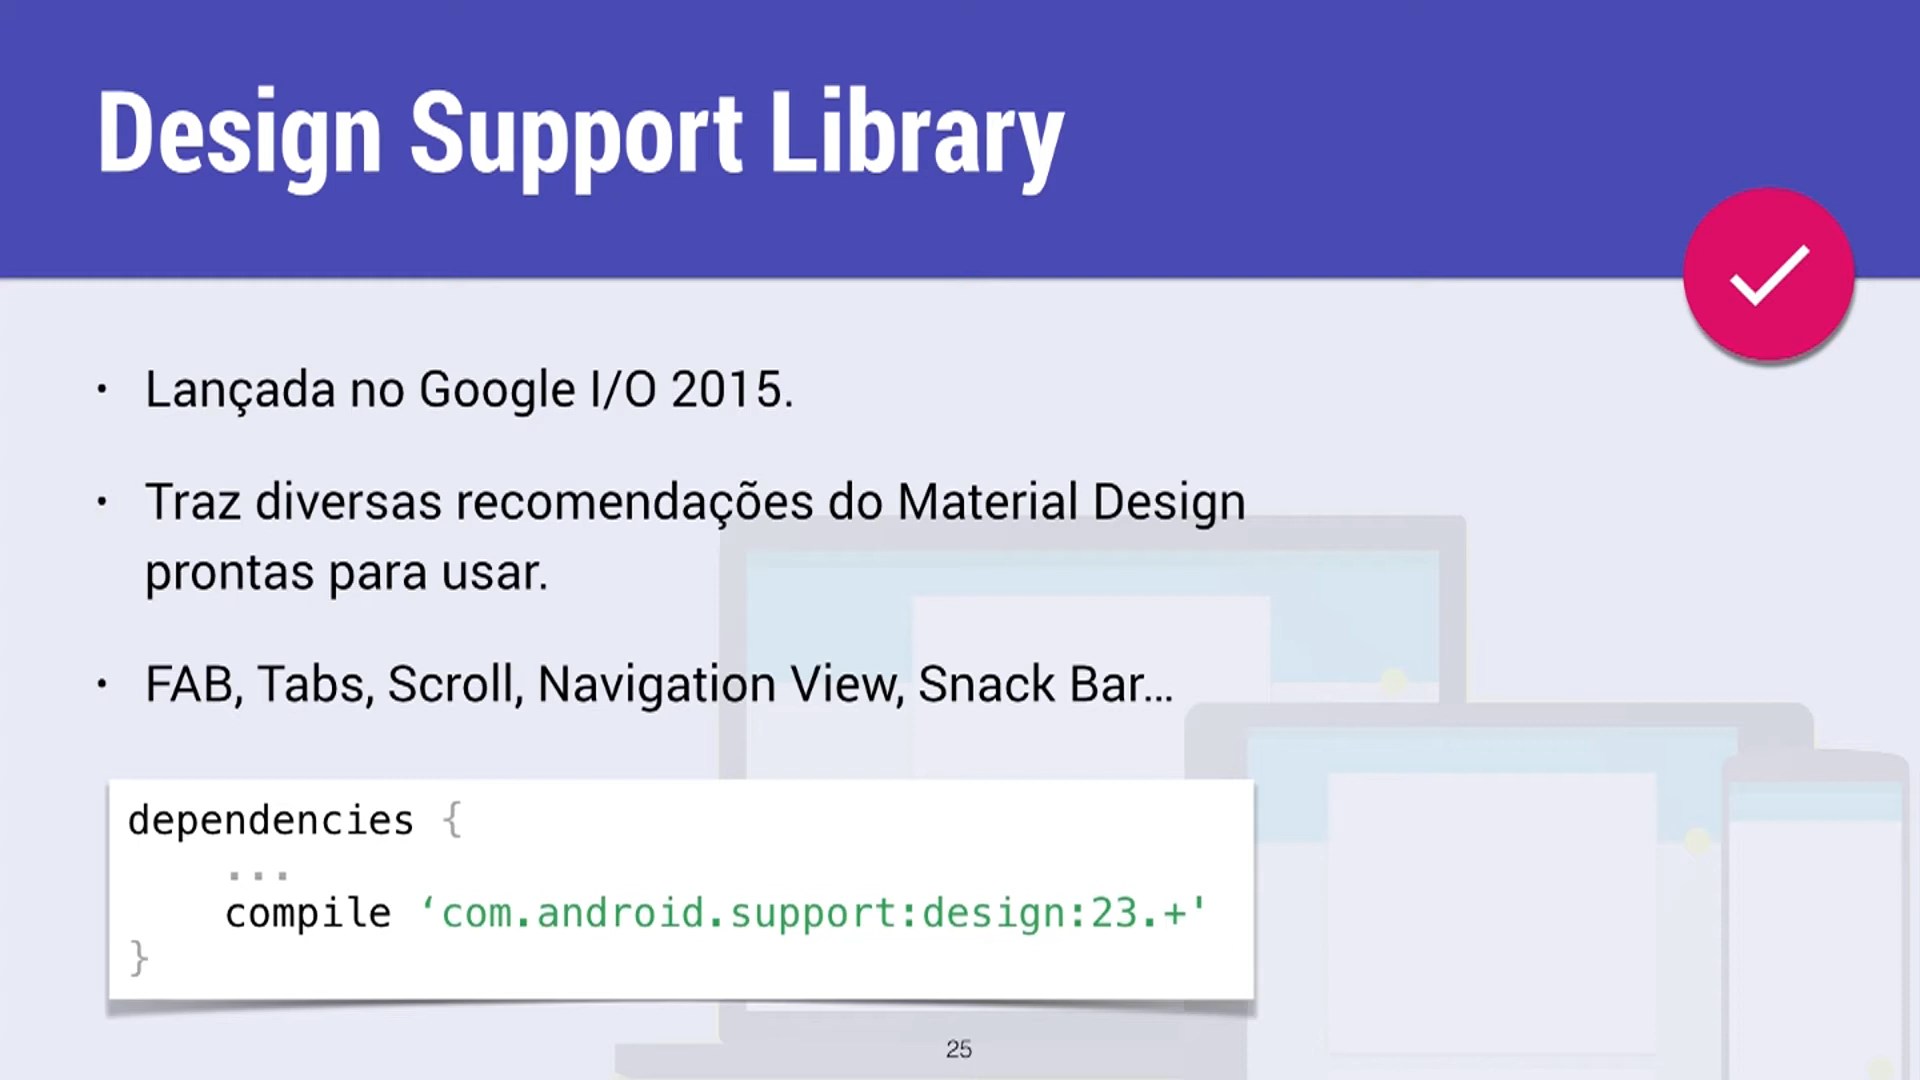 Design Support Library
• Lançada no Google I/O 2015.
• Traz diversas recomendações do Material Design
prontas para usar.
• FAB, Tabs, Scroll, Navigation View, Snack Bar...
dependencies {
    ...
    compile ‘com.android.support:design:23.+'
}
25